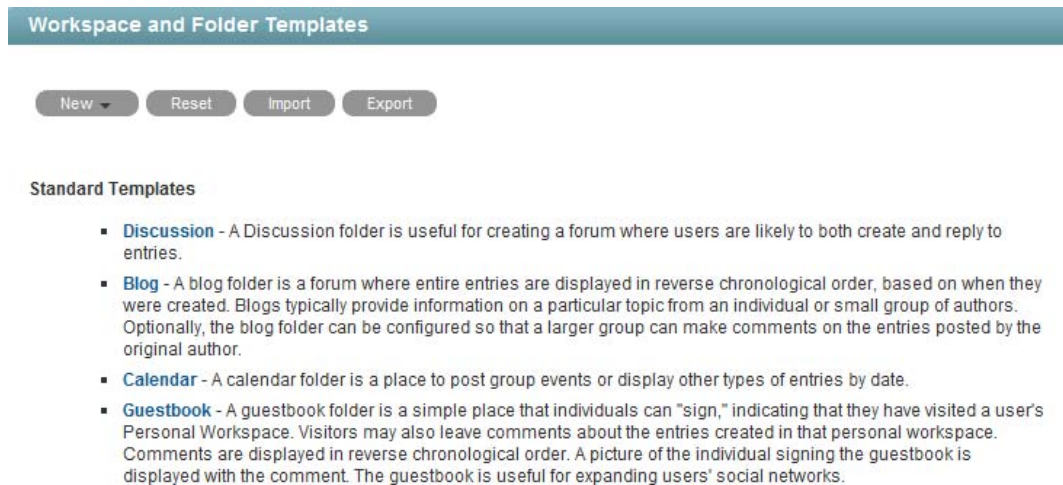 Workspace and Folder Templates
New Reset Import Export
Standard Templates
▪ Discussion - A Discussion folder is useful for creating a forum where users are likely to both create and reply to
entries.
▪ Blog - A blog folder is a forum where entire entries are displayed in reverse chronological order, based on when they
were created. Blogs typically provide information on a particular topic from an individual or small group of authors.
Optionally, the blog folder can be configured so that a larger group can make comments on the entries posted by the
original author.
▪ Calendar - A calendar folder is a place to post group events or display other types of entries by date.
▪ Guestbook - A guestbook folder is a simple place that individuals can "sign," indicating that they have visited a user's
Personal Workspace. Visitors may also leave comments about the entries created in that personal workspace.
Comments are displayed in reverse chronological order. A picture of the individual signing the guestbook is
displayed with the comment. The guestbook is useful for expanding users' social networks.